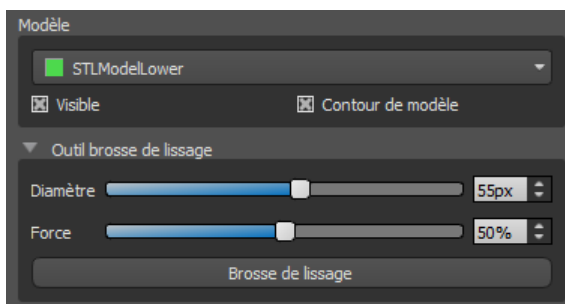 Modèle
STLModelLower
Visible
Contour de modèle
Outil brosse de lissage
Diamètre 55px
Force 50%
Brosse de lissage